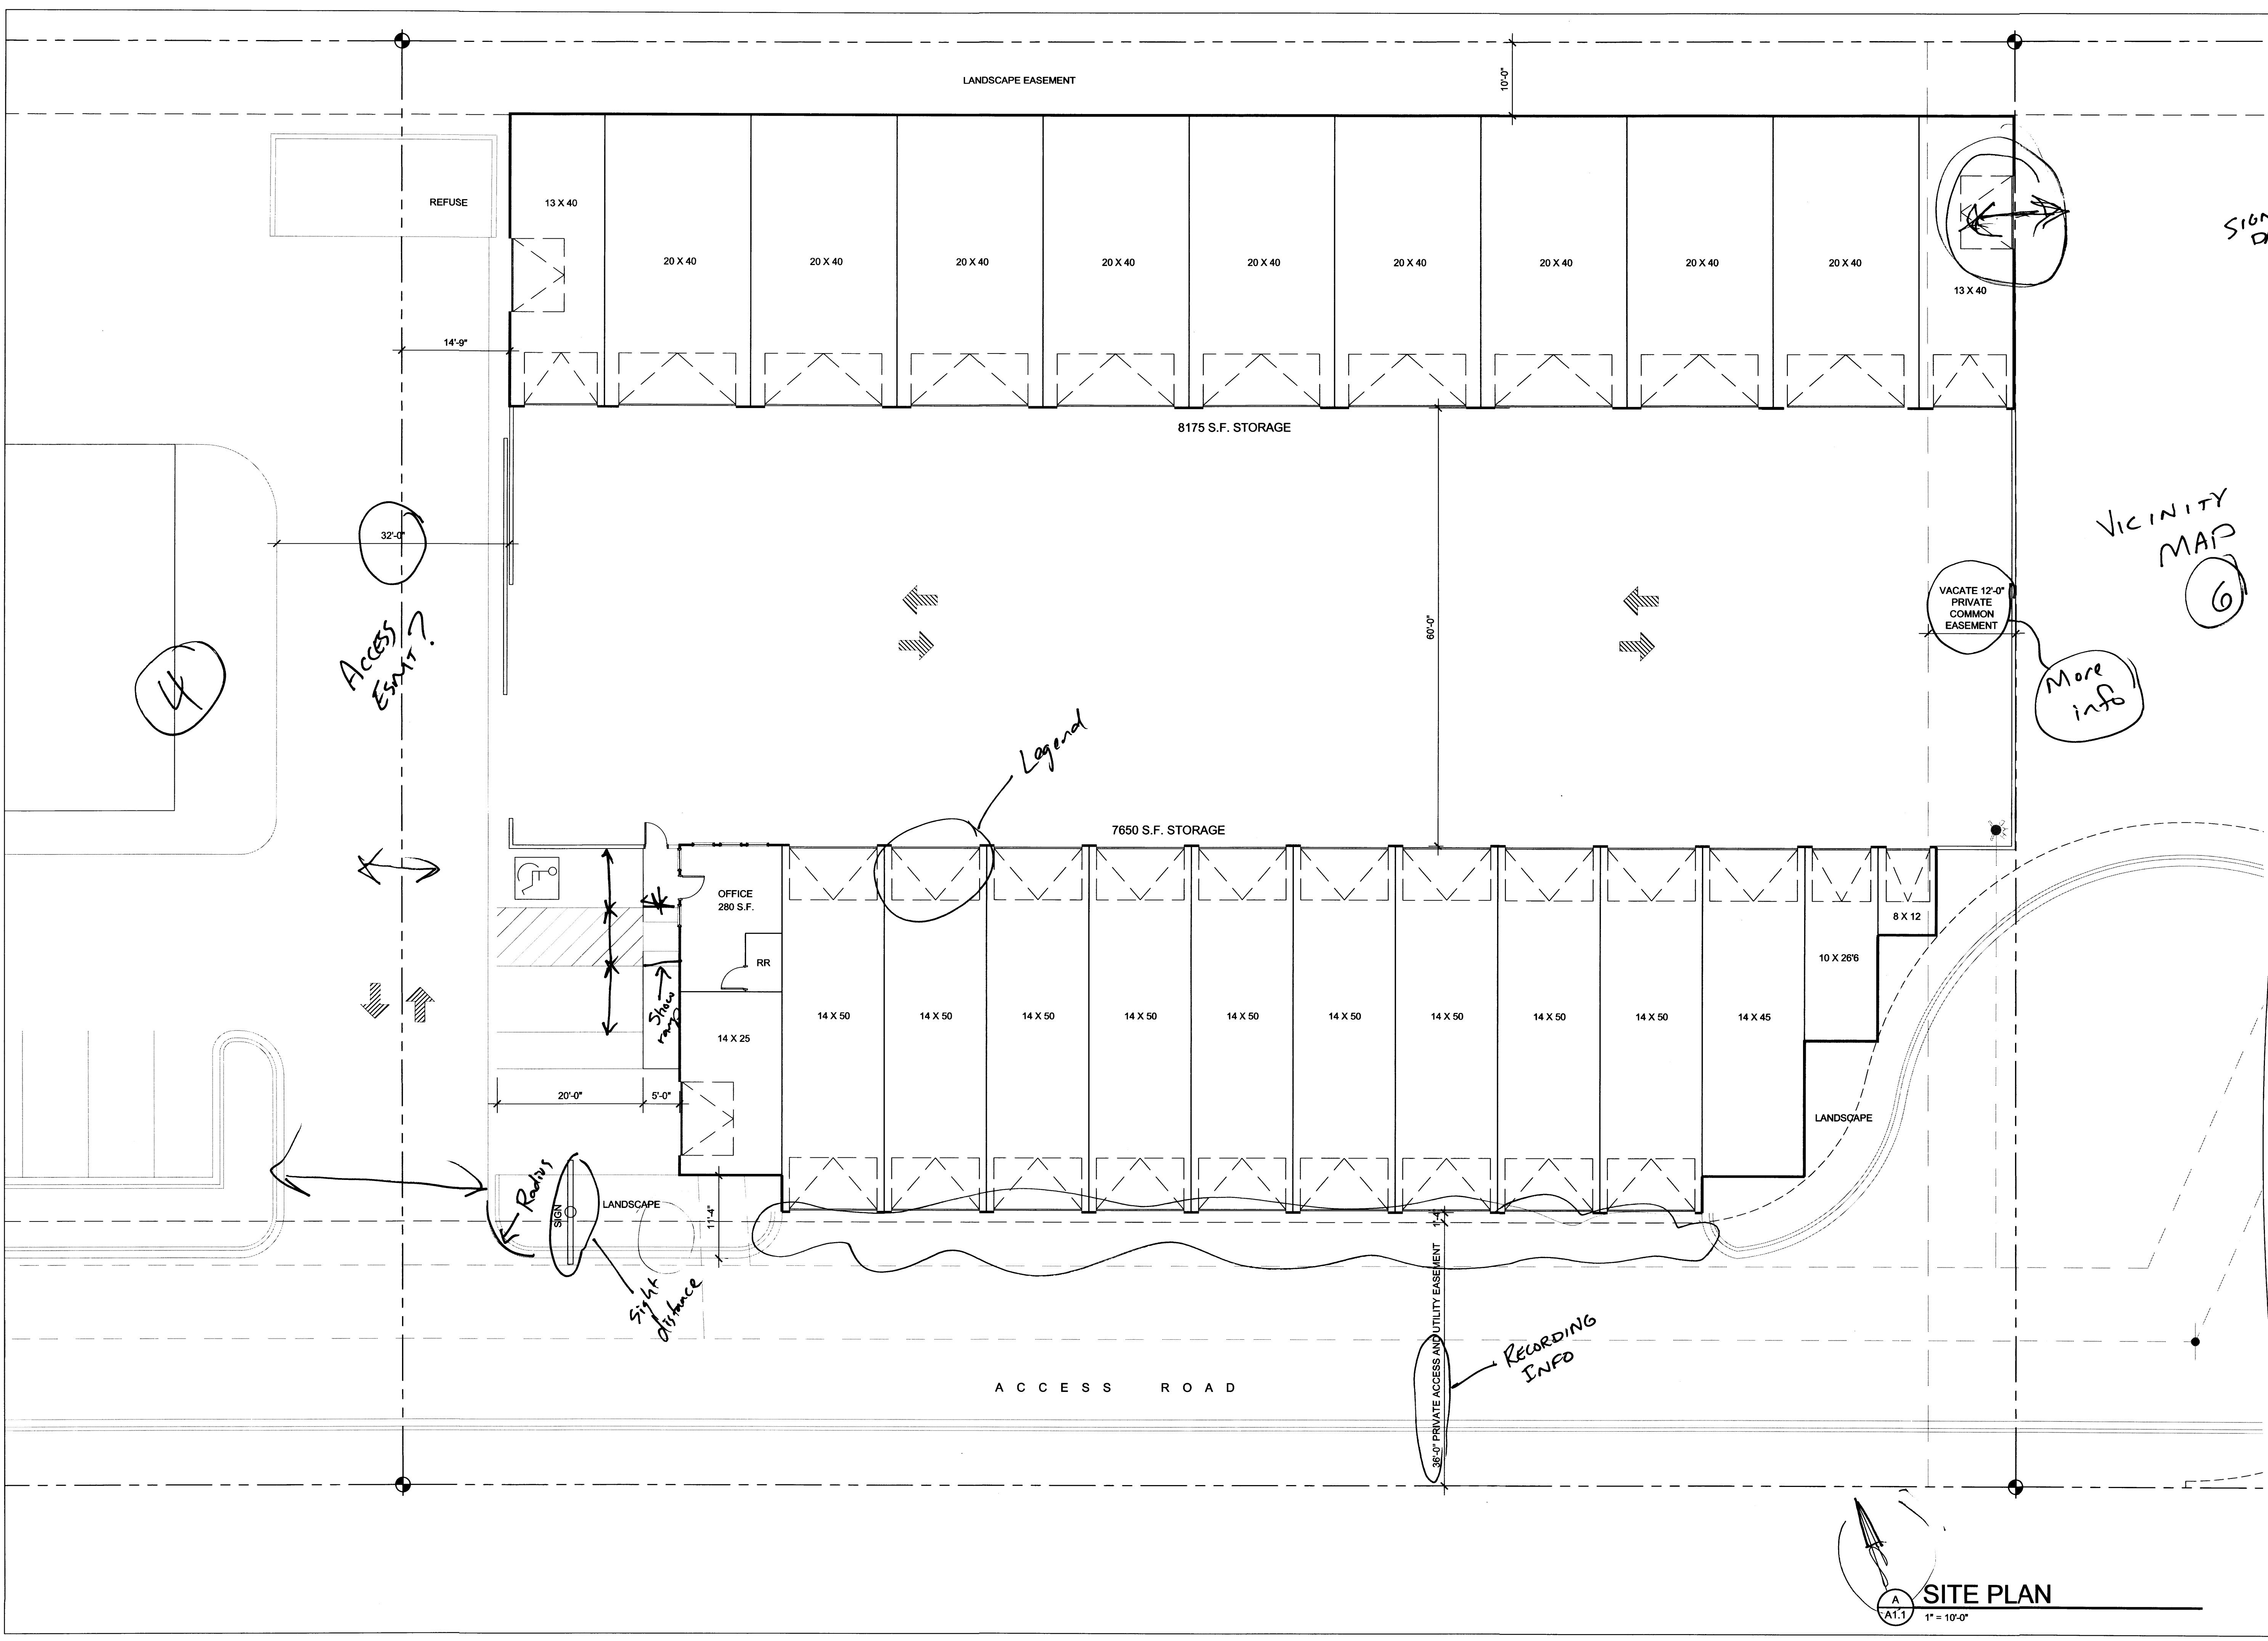 LANDSCAPE EASEMENT
10'-0"
REFUSE
13 X 40
20 X 40
20 X 40
20 X 40
20 X 40
20 X 40
20 X 40
20 X 40
20 X 40
20 X 40
13 X 40
14'-9"
8175 S.F. STORAGE
32'-0"
ACCESS
ESMT?
4
60'-0"
VACATE 12'-0"
PRIVATE
COMMON
EASEMENT
More
info
VICINITY
MAP
6
Legend
7650 S.F. STORAGE
OFFICE
280 S.F.
RR
Show
ramp
14 X 25
14 X 50
14 X 50
14 X 50
14 X 50
14 X 50
14 X 50
14 X 50
14 X 50
14 X 50
14 X 45
10 X 26'6
8 X 12
LANDSCAPE
20'-0"
5'-0"
Radius
SIGN
LANDSCAPE
11'-4"
1'-4"
Sight
distance
36'-0" PRIVATE ACCESS AND UTILITY EASEMENT
RECORDING
INFO
ACCESS ROAD
A
A1.1
SITE PLAN
1" = 10'-0"